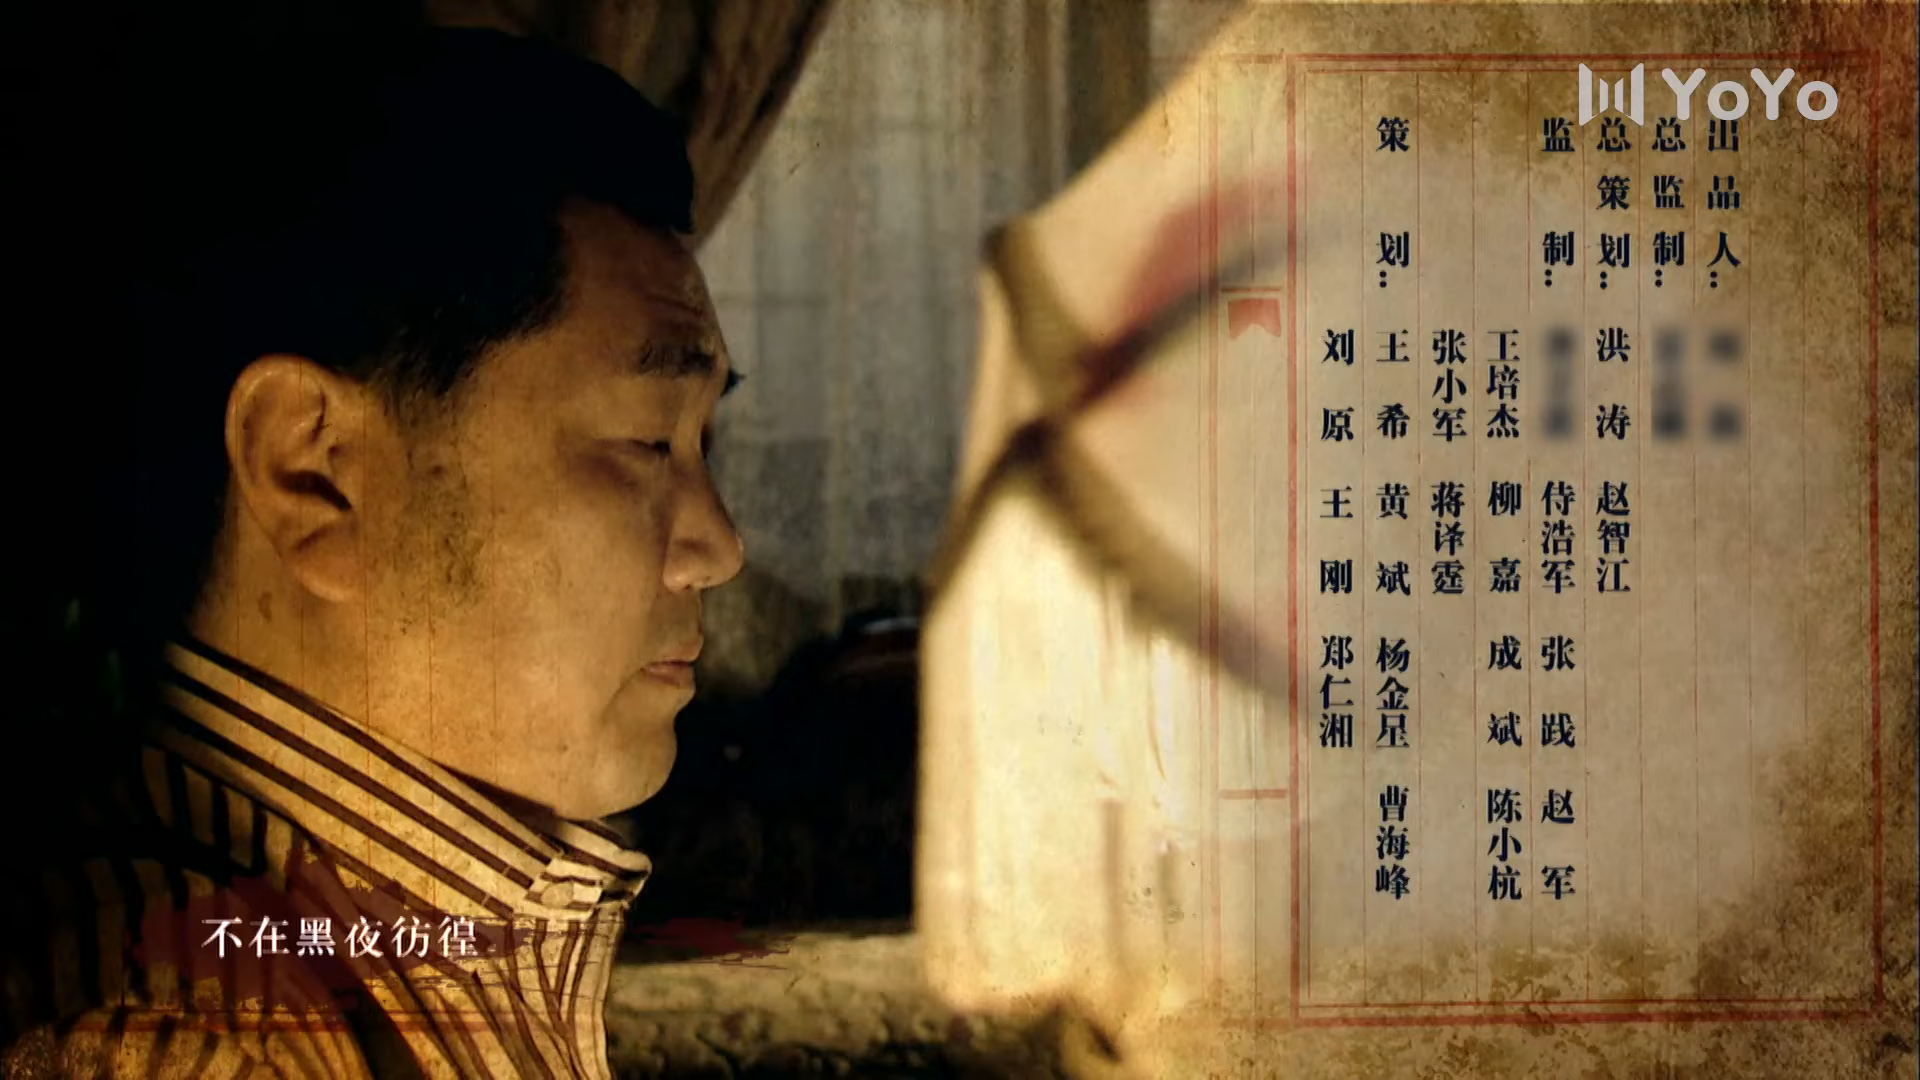 YoYo
出品人：
总监制：
总策划：洪涛 赵智江
监制： 侍浩军 张践 赵军
王培杰 柳嘉 成斌 陈小杭
张小军 蒋译霆
策划：王希 黄斌 杨金星 曹海峰
刘原 王刚 郑仁湘
不在黑夜彷徨